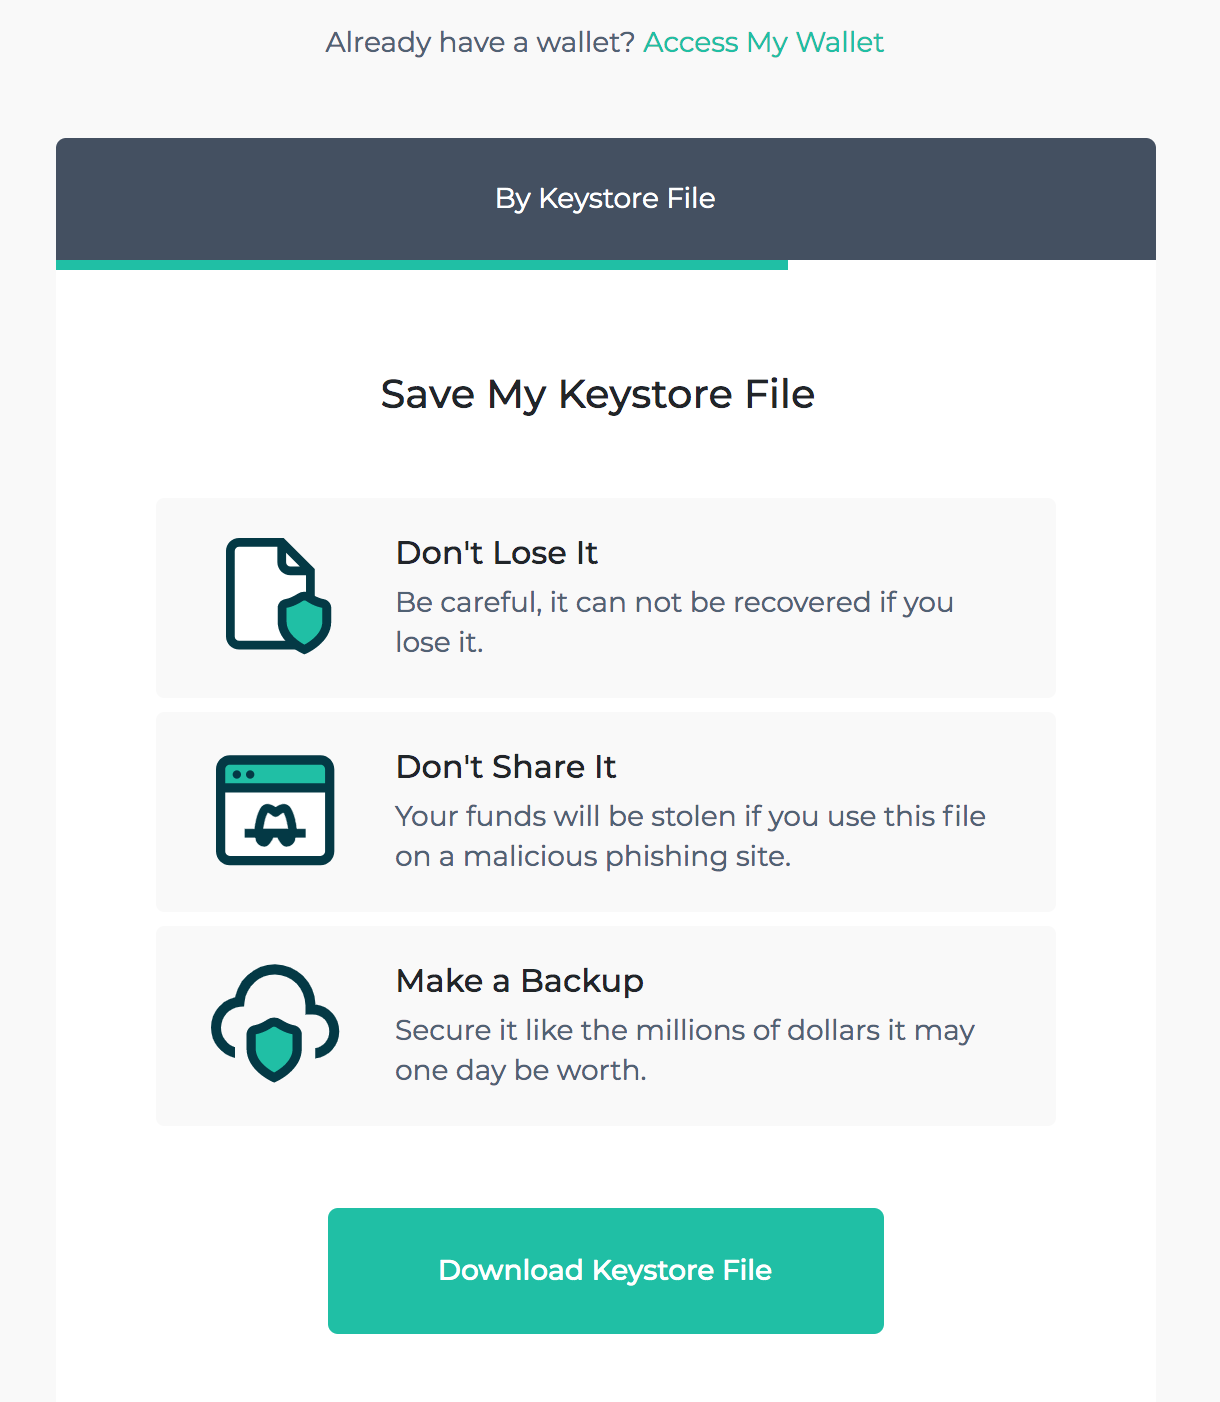 Already have a wallet? Access My Wallet
By Keystore File
Save My Keystore File
Don't Lose It
Be careful, it can not be recovered if you
lose it.
Don't Share It
Your funds will be stolen if you use this file
on a malicious phishing site.
Make a Backup
Secure it like the millions of dollars it may
one day be worth.
Download Keystore File